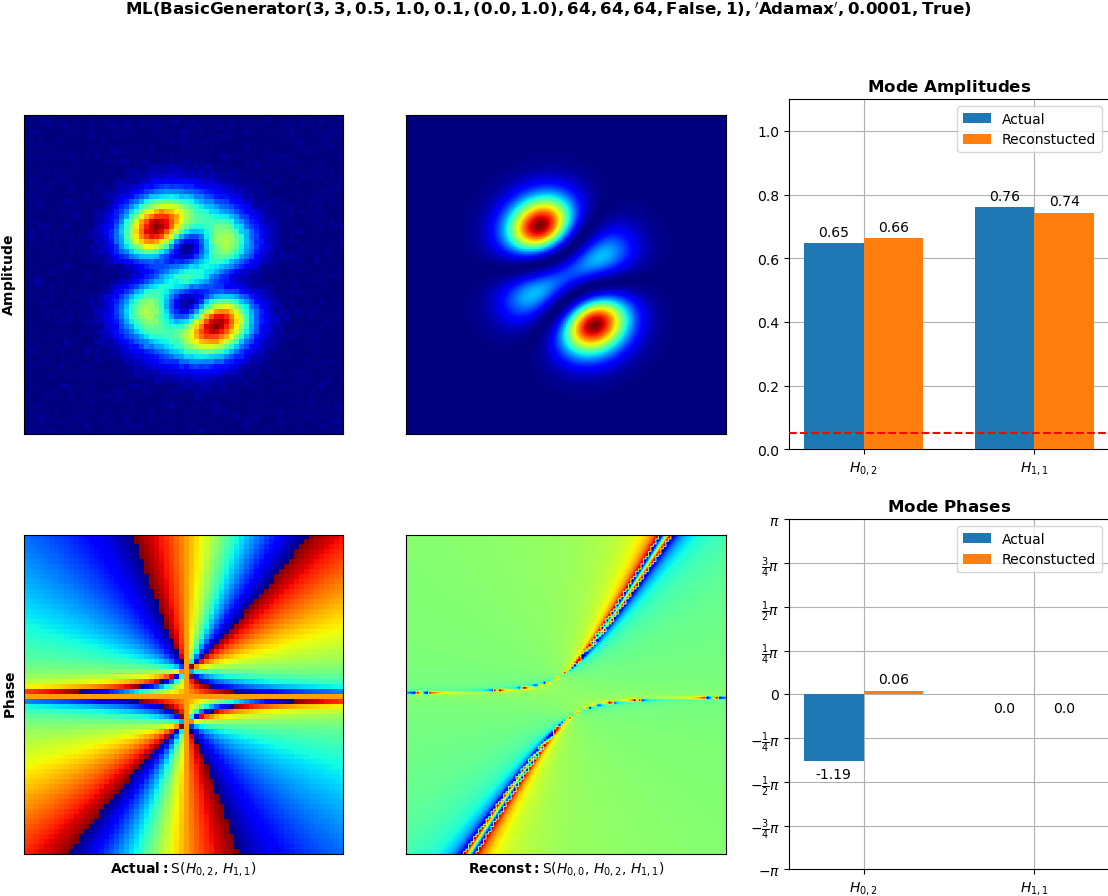 ML(BasicGenerator(3, 3, 0.5, 1.0, 0.1, (0.0, 1.0), 64, 64, 64, False, 1), ′Adamax′, 0.0001, True)
Amplitude
Mode Amplitudes
Actual
Reconstucted
1.0
0.8
0.6
0.4
0.2
0.0
0.65
0.66
0.76
0.74
H₀,₂
H₁,₁
Phase
Actual: S(H₀,₂, H₁,₁)
Reconst: S(H₀,₀, H₀,₂, H₁,₁)
Mode Phases
Actual
Reconstucted
π
3/4π
1/2π
1/4π
0
−1/4π
−1/2π
−3/4π
−π
-1.19
0.06
0.0
0.0
H₀,₂
H₁,₁